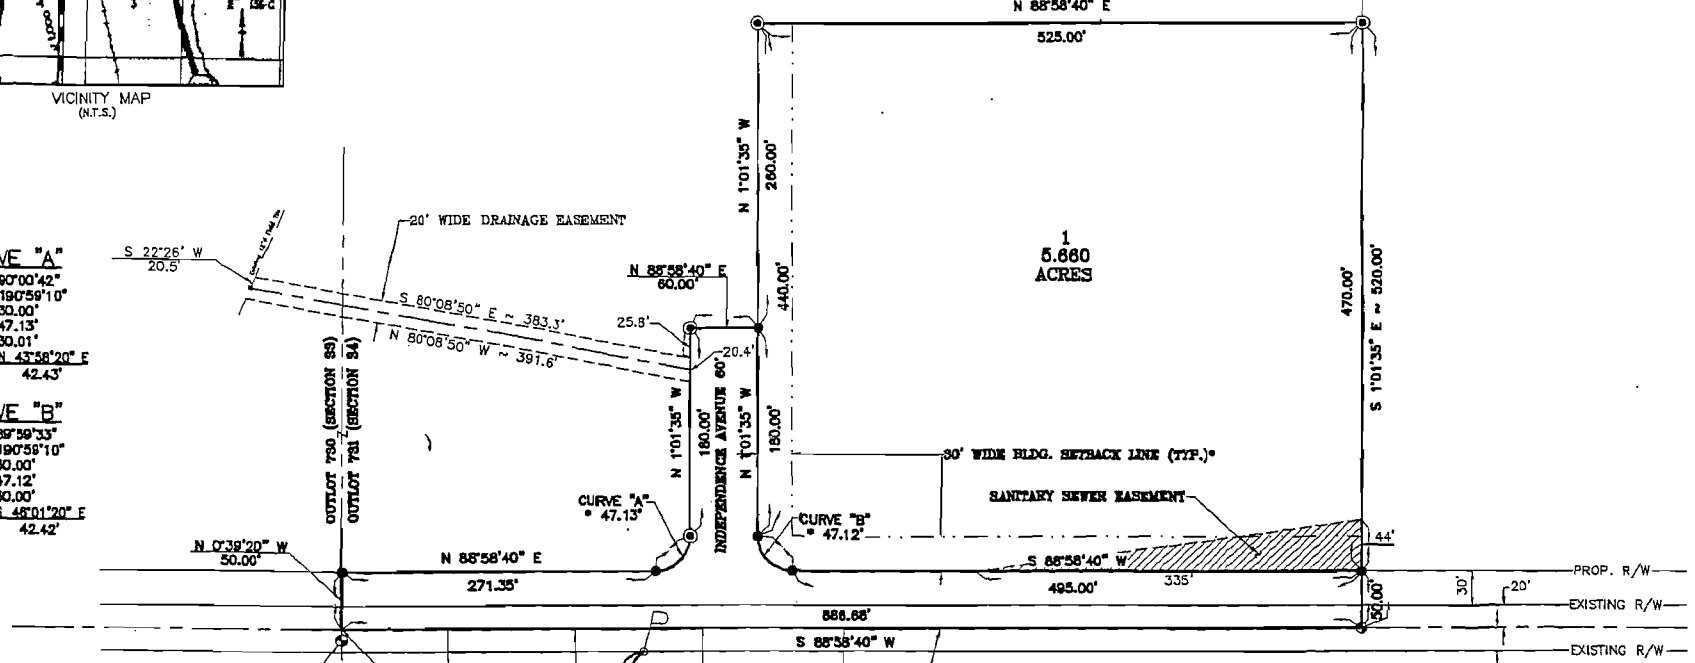 136-C
1,000
VICINITY MAP
(N.T.S.)
N 88°58'40" E
525.00'
N 1°01'35" W
260.00'
440.00'
1
5.660
ACRES
470.00'
S 1°01'35" E ~ 520.00'
20' WIDE DRAINAGE EASEMENT
S 22°26' W
20.5'
S 80°08'50" E ~ 383.3'
N 80°08'50" W ~ 391.6'
N 88°58'40" E
60.00'
25.8'
20.4'
VE "A"
90°00'42"
190°59'10"
30.00'
47.13'
30.01'
N 43°58'20" E
42.43'
VE "B"
89°59'33"
190°59'10"
30.00'
47.12'
30.00'
S 46°01'20" E
42.42'
OUTLOT 730 (SECTION 33)
OUTLOT 731 (SECTION 34)
N 1°01'35" W
180.00'
INDEPENDENCE AVENUE 60'
N 1°01'35" W
180.00'
CURVE "A"
* 47.13'
CURVE "B"
* 47.12'
30' WIDE BLDG. SETBACK LINE (TYP.)*
SANITARY SEWER EASEMENT
44'
N 0°39'20" W
50.00'
N 88°58'40" E
271.35'
S 88°58'40" W
335'
495.00'
50.00'
30'
20'
PROP. R/W
EXISTING R/W
886.68'
S 88°58'40" W
EXISTING R/W